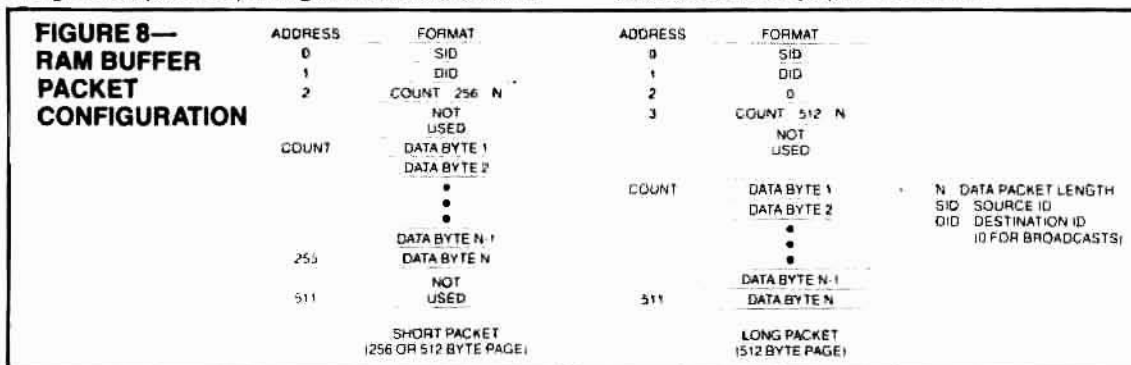 FIGURE 8—
RAM BUFFER
PACKET
CONFIGURATION
ADDRESS FORMAT
0 SID
1 DID
2 COUNT 256 N
NOT
USED
COUNT DATA BYTE 1
DATA BYTE 2
DATA BYTE N-1
255 DATA BYTE N
NOT
511 USED
SHORT PACKET
(256 OR 512 BYTE PAGE)
ADDRESS FORMAT
0 SID
1 DID
2 0
3 COUNT 512 N
NOT
USED
COUNT DATA BYTE 1
DATA BYTE 2
DATA BYTE N-1
511 DATA BYTE N
LONG PACKET
(512 BYTE PAGE)
N DATA PACKET LENGTH
SID SOURCE ID
DID DESTINATION ID
(0 FOR BROADCASTS)